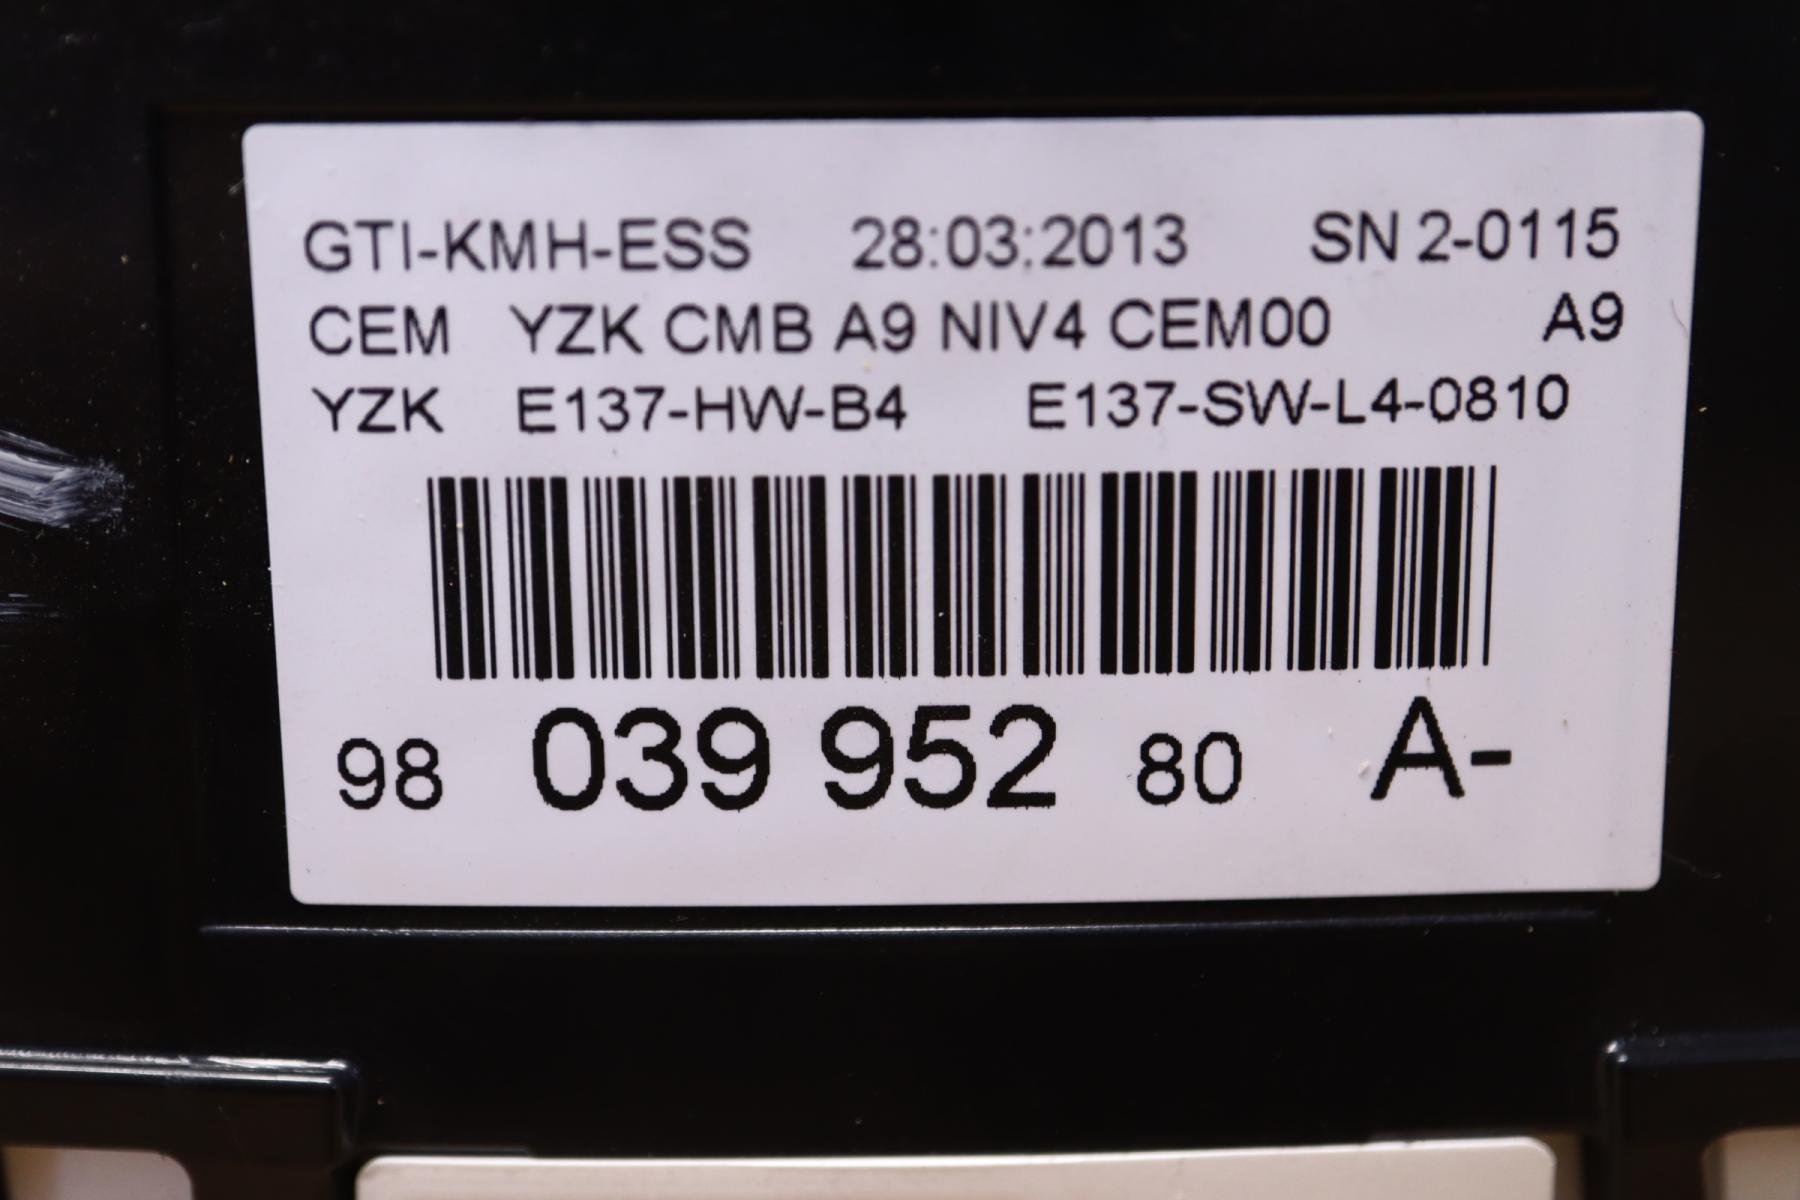 GTI-KMH-ESS 28:03:2013 SN 2-0115
CEM YZK CMB A9 NIV4 CEM00 A9
YZK E137-HW-B4 E137-SW-L4-0810
98 039 952 80 A-